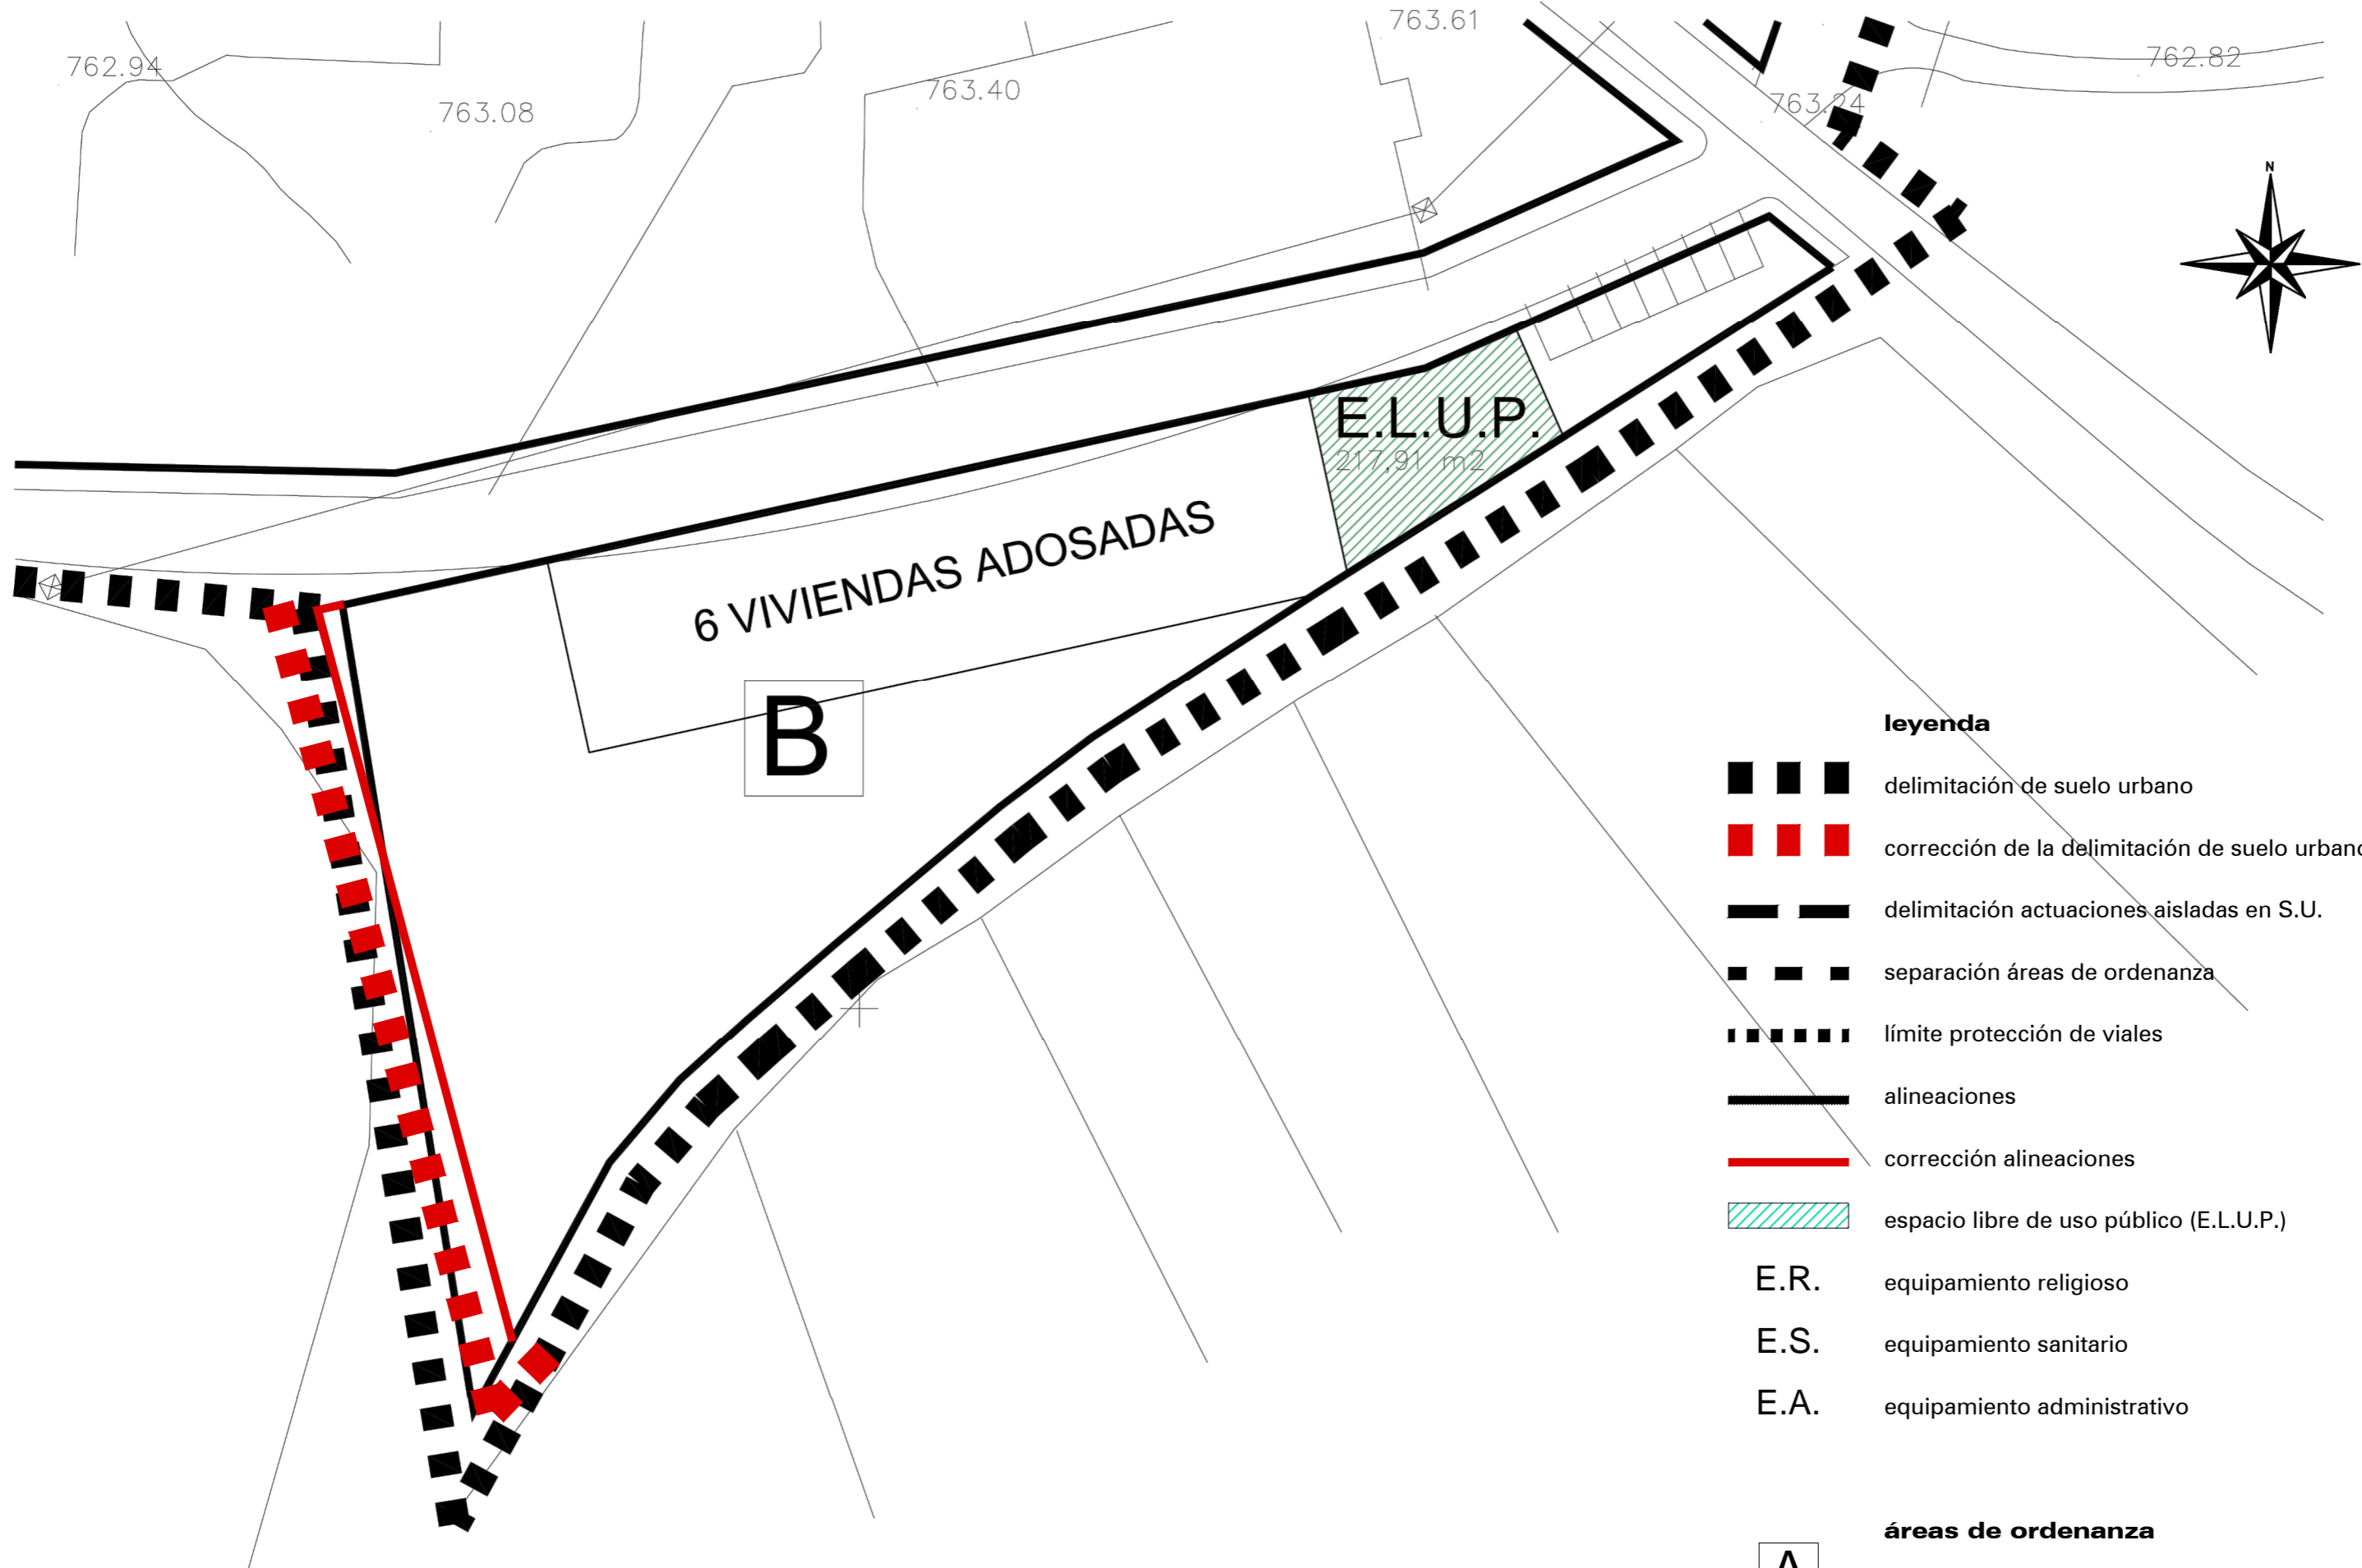 763.61
762.94
763.08
763.40
763.24
762.82
N
E.L.U.P.
217,91 m2
6 VIVIENDAS ADOSADAS
B
leyenda
delimitación de suelo urbano
corrección de la delimitación de suelo urbano
delimitación actuaciones aisladas en S.U.
separación áreas de ordenanza
límite protección de viales
alineaciones
corrección alineaciones
espacio libre de uso público (E.L.U.P.)
E.R. equipamiento religioso
E.S. equipamiento sanitario
E.A. equipamiento administrativo
áreas de ordenanza
A